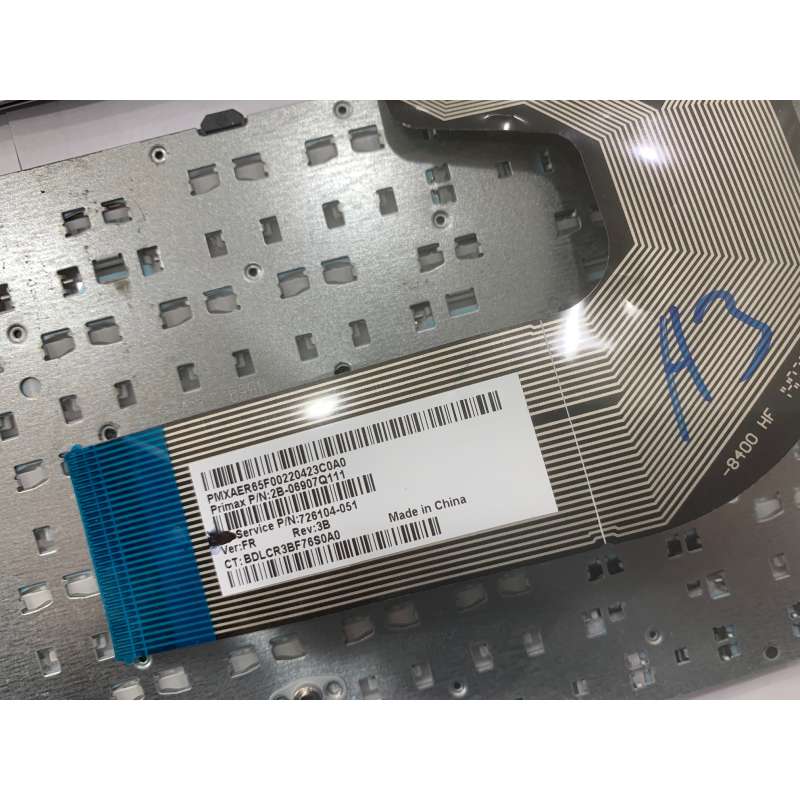 PMXAER65F00220423C0A0
Primax P/N:2B-06907Q111
Service P/N:726104-051
Ver:FR Rev:3B Made in China
CT:BDLCR3BF76S0A0
A3
-8400 HF